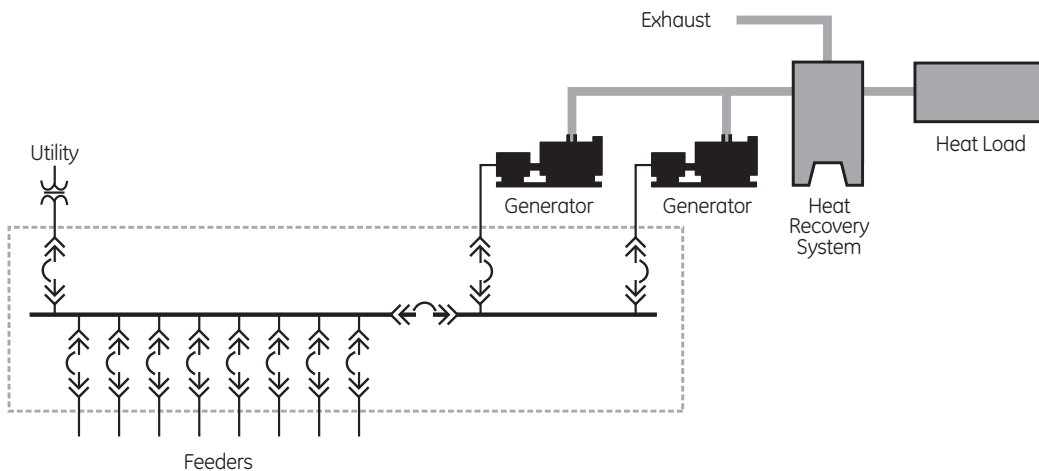 Exhaust
Utility
Heat Load
Generator
Generator
Heat
Recovery
System
Feeders